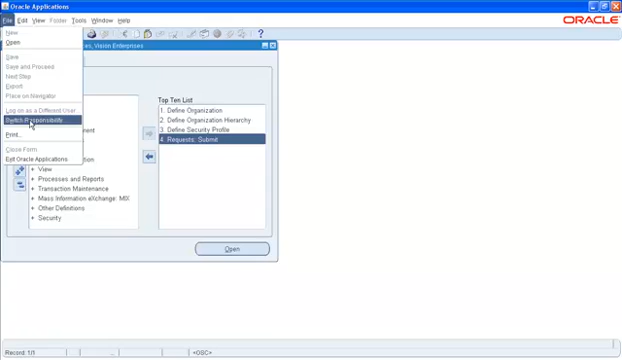 Oracle Applications
File Edit View Folder Tools Window Help
ORACLE
New
Open
Save
Save and Proceed
Next Step
Export
Place on Navigator
Log on as a Different User
Switch Responsibility...
Print...
Close Form
Exit Oracle Applications
as, Vision Enterprises
Top Ten List
1. Define Organization
2. Define Organization Hierarchy
3. Define Security Profile
4. Requests: Submit
+ View
+ Processes and Reports
+ Transaction Maintenance
+ Mass Information eXchange: MIX
+ Other Definitions
+ Security
Open
Record: 1/1
...
<OSC>